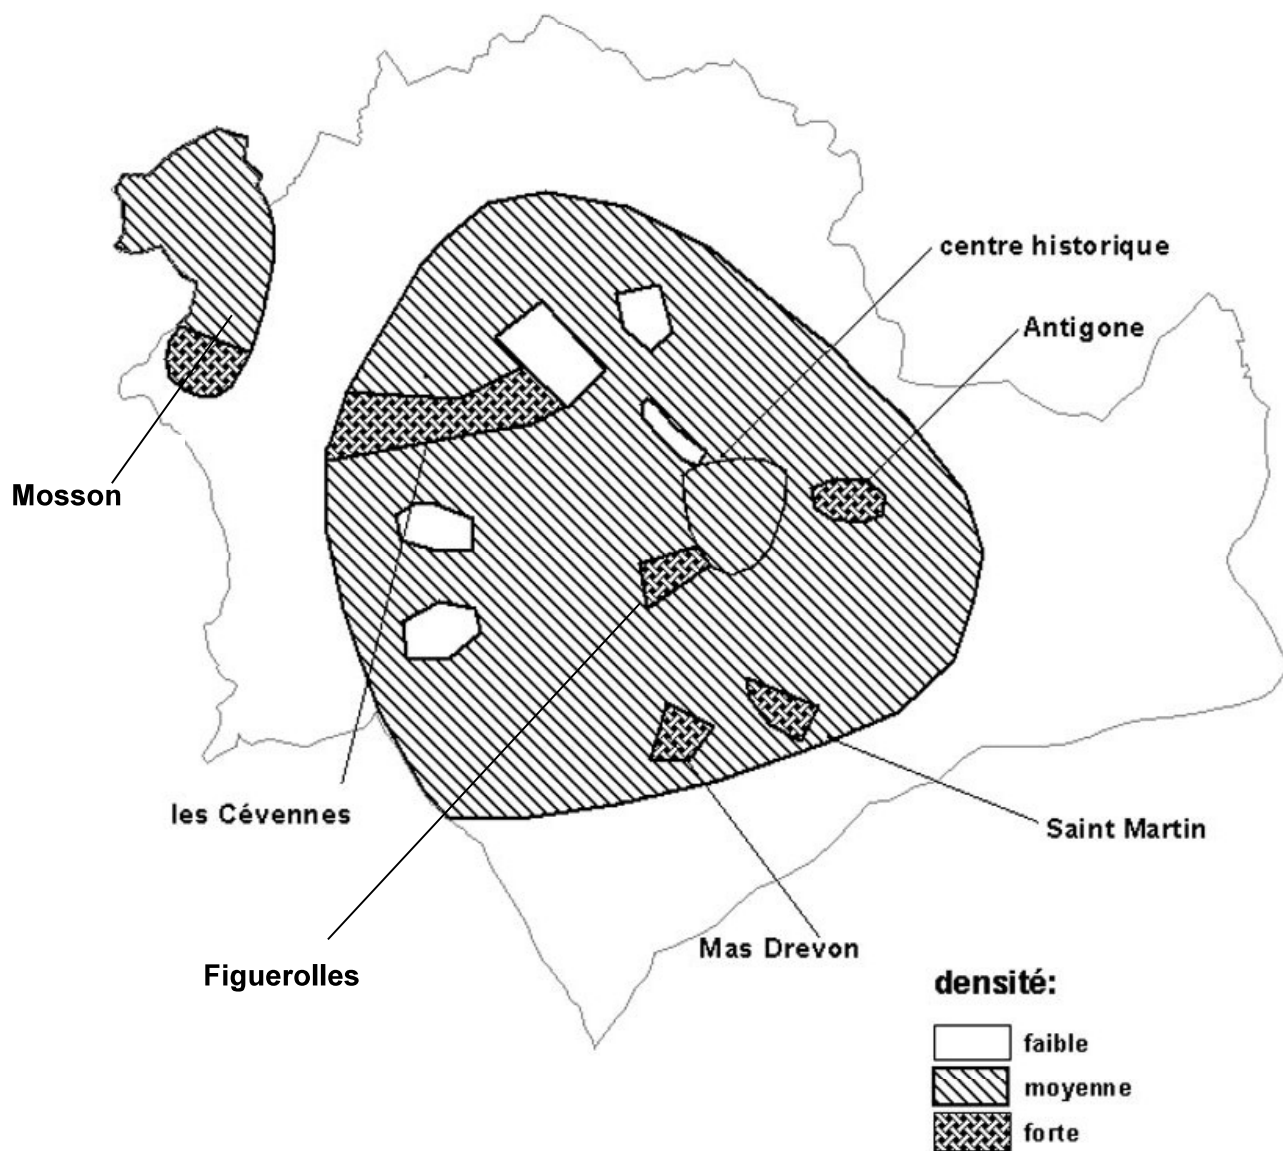 centre historique
Antigone
Mosson
les Cévennes
Saint Martin
Mas Drevon
Figuerolles
densité:
faible
moyenne
forte